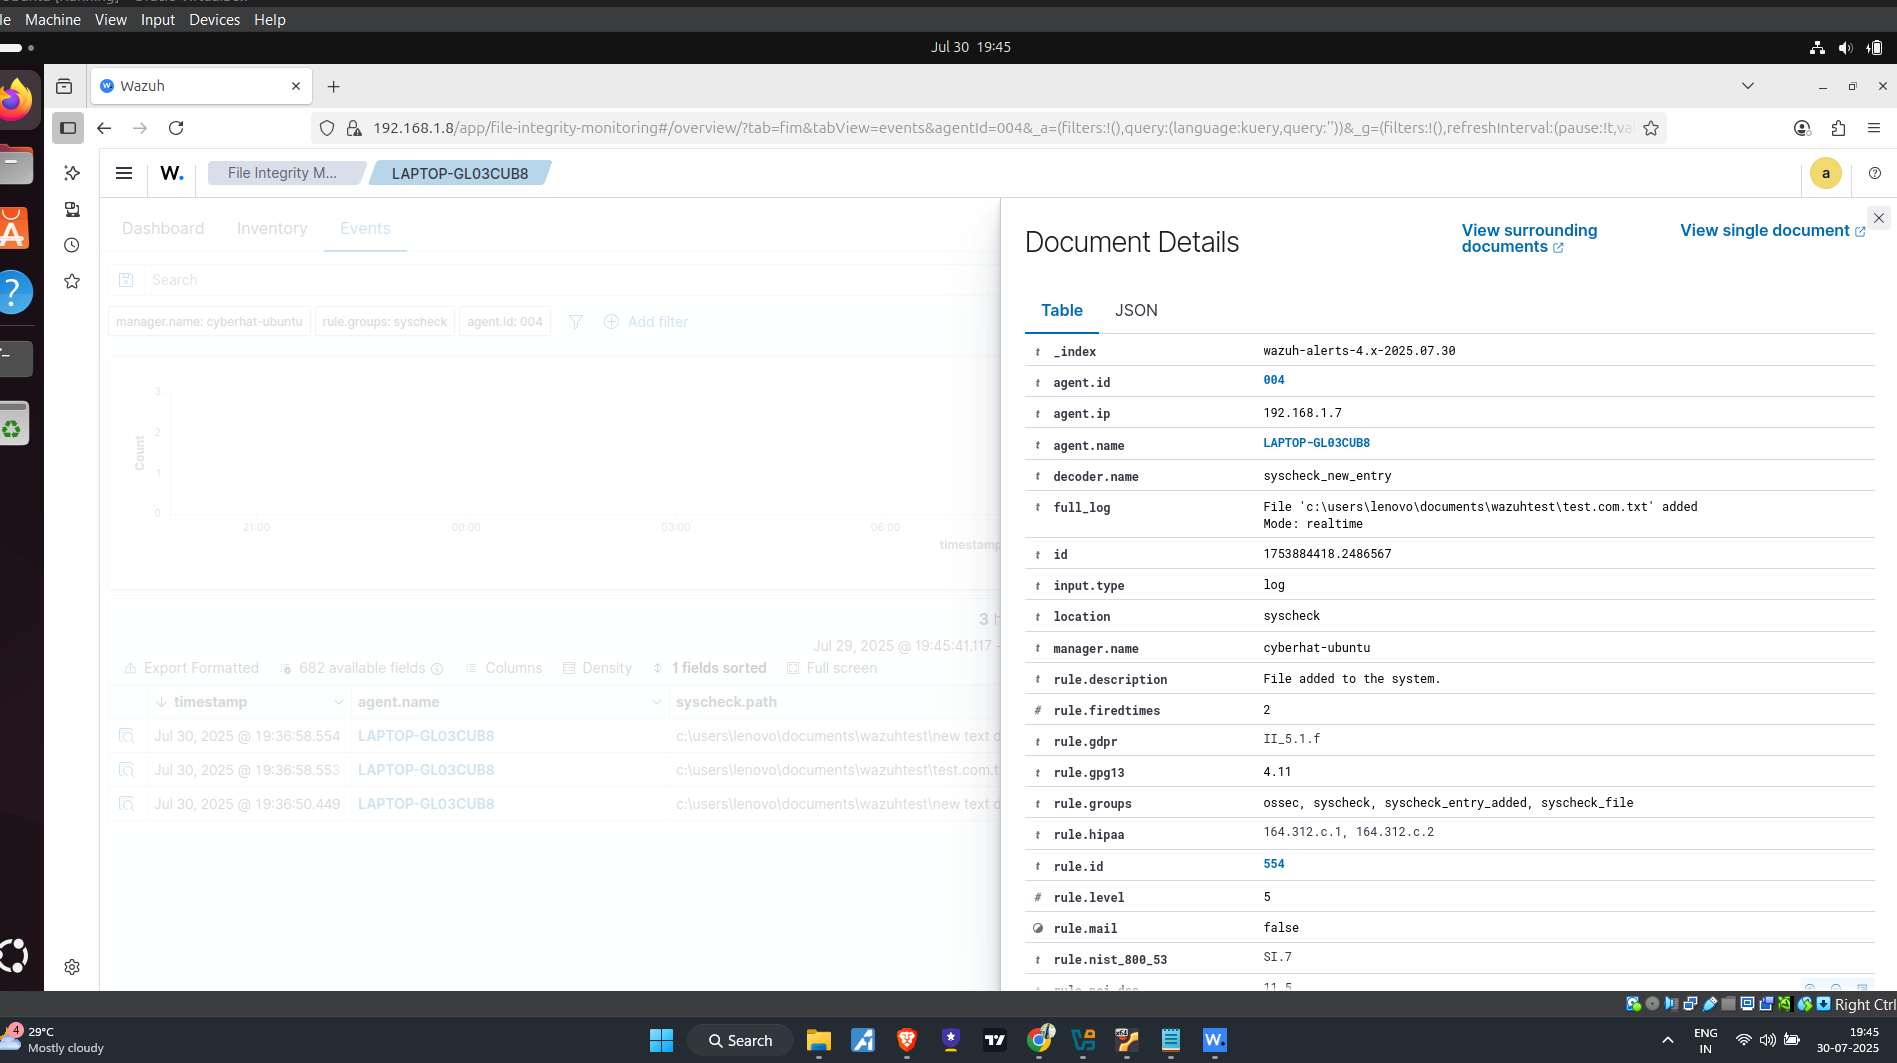 Machine View Input Devices Help
Jul 30 19:45
Wazuh
192.168.1.8/app/file-integrity-monitoring#/overview/?tab=fim&tabView=events&agentId=004&_a=(filters:!(),query:(language:kuery,query:''))&_g=(filters:!(),refreshInterval:(pause:!t,va
W. File Integrity M... LAPTOP-GL03CUB8 a
Dashboard Inventory Events
Search
manager.name: cyberhat-ubuntu rule.groups: syscheck agent.id: 004 Add filter
3
2
1
0
Count
21:00 00:00 03:00 06:00
timestamp
3 h
Jul 29, 2025 @ 19:45:41.117 -
Export Formatted 682 available fields Columns Density 1 fields sorted Full screen
timestamp agent.name syscheck.path
Jul 30, 2025 @ 19:36:58.554 LAPTOP-GL03CUB8 c:\users\lenovo\documents\wazuhtest\new text
Jul 30, 2025 @ 19:36:58.553 LAPTOP-GL03CUB8 c:\users\lenovo\documents\wazuhtest\test.com.t
Jul 30, 2025 @ 19:36:50.449 LAPTOP-GL03CUB8 c:\users\lenovo\documents\wazuhtest\new text
Document Details
View surrounding
documents
View single document
Table JSON
t _index wazuh-alerts-4.x-2025.07.30
t agent.id 004
t agent.ip 192.168.1.7
t agent.name LAPTOP-GL03CUB8
t decoder.name syscheck_new_entry
t full_log File 'c:\users\lenovo\documents\wazuhtest\test.com.txt' added
Mode: realtime
t id 1753884418.2486567
t input.type log
t location syscheck
t manager.name cyberhat-ubuntu
t rule.description File added to the system.
# rule.firedtimes 2
t rule.gdpr II_5.1.f
t rule.gpg13 4.11
t rule.groups ossec, syscheck, syscheck_entry_added, syscheck_file
t rule.hipaa 164.312.c.1, 164.312.c.2
t rule.id 554
# rule.level 5
rule.mail false
t rule.nist_800_53 SI.7
t rule.pci_dss 11.5
Right Ctrl
4
29°C
Mostly cloudy
Search
W.
ENG
IN
19:45
30-07-2025